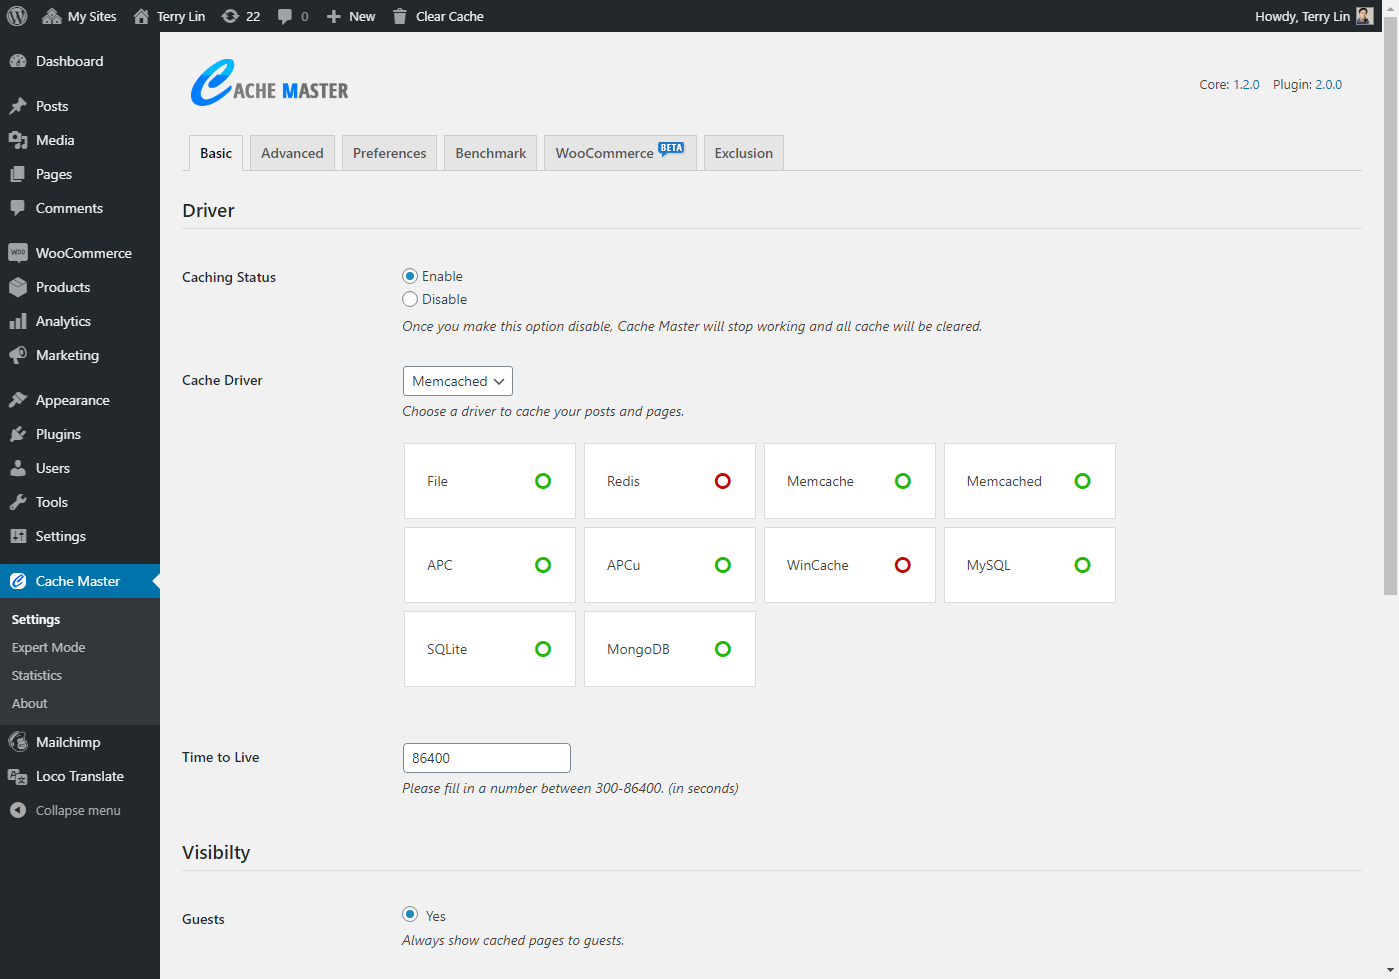 My Sites Terry Lin 22 0 New Clear Cache Howdy, Terry Lin
Dashboard
Posts
Media
Pages
Comments
WooCommerce
Products
Analytics
Marketing
Appearance
Plugins
Users
Tools
Settings
Cache Master
Settings
Expert Mode
Statistics
About
Mailchimp
Loco Translate
Collapse menu
CACHE MASTER
Core: 1.2.0 Plugin: 2.0.0
Basic Advanced Preferences Benchmark WooCommerce BETA Exclusion
Driver
Caching Status
Enable
Disable
Once you make this option disable, Cache Master will stop working and all cache will be cleared.
Cache Driver
Memcached
Choose a driver to cache your posts and pages.
File Redis Memcache Memcached
APC APCu WinCache MySQL
SQLite MongoDB
Time to Live
86400
Please fill in a number between 300-86400. (in seconds)
Visibilty
Guests
Yes
Always show cached pages to guests.